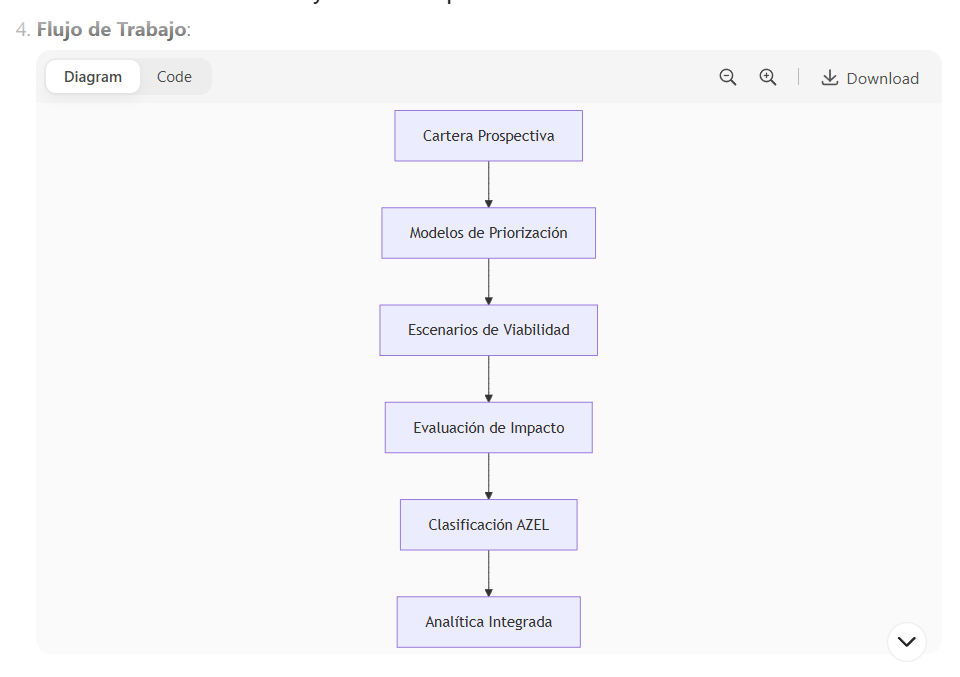 4. Flujo de Trabajo:
Diagram
Code
Download
Cartera Prospectiva
Modelos de Priorización
Escenarios de Viabilidad
Evaluación de Impacto
Clasificación AZEL
Analítica Integrada